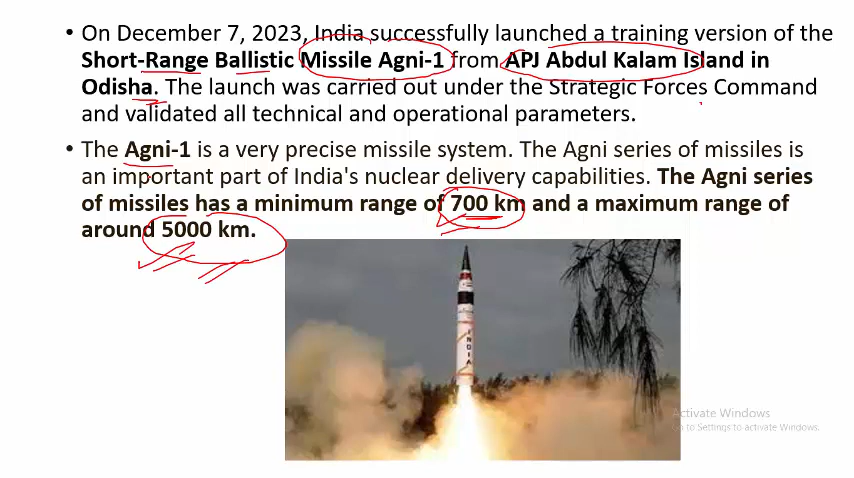 • On December 7, 2023, India successfully launched a training version of the
Short-Range Ballistic Missile Agni-1 from APJ Abdul Kalam Island in
Odisha. The launch was carried out under the Strategic Forces Command
and validated all technical and operational parameters.
• The Agni-1 is a very precise missile system. The Agni series of missiles is
an important part of India's nuclear delivery capabilities. The Agni series
of missiles has a minimum range of 700 km and a maximum range of
around 5000 km.
INDIA
Activate Windows
Go to Settings to activate Windows.